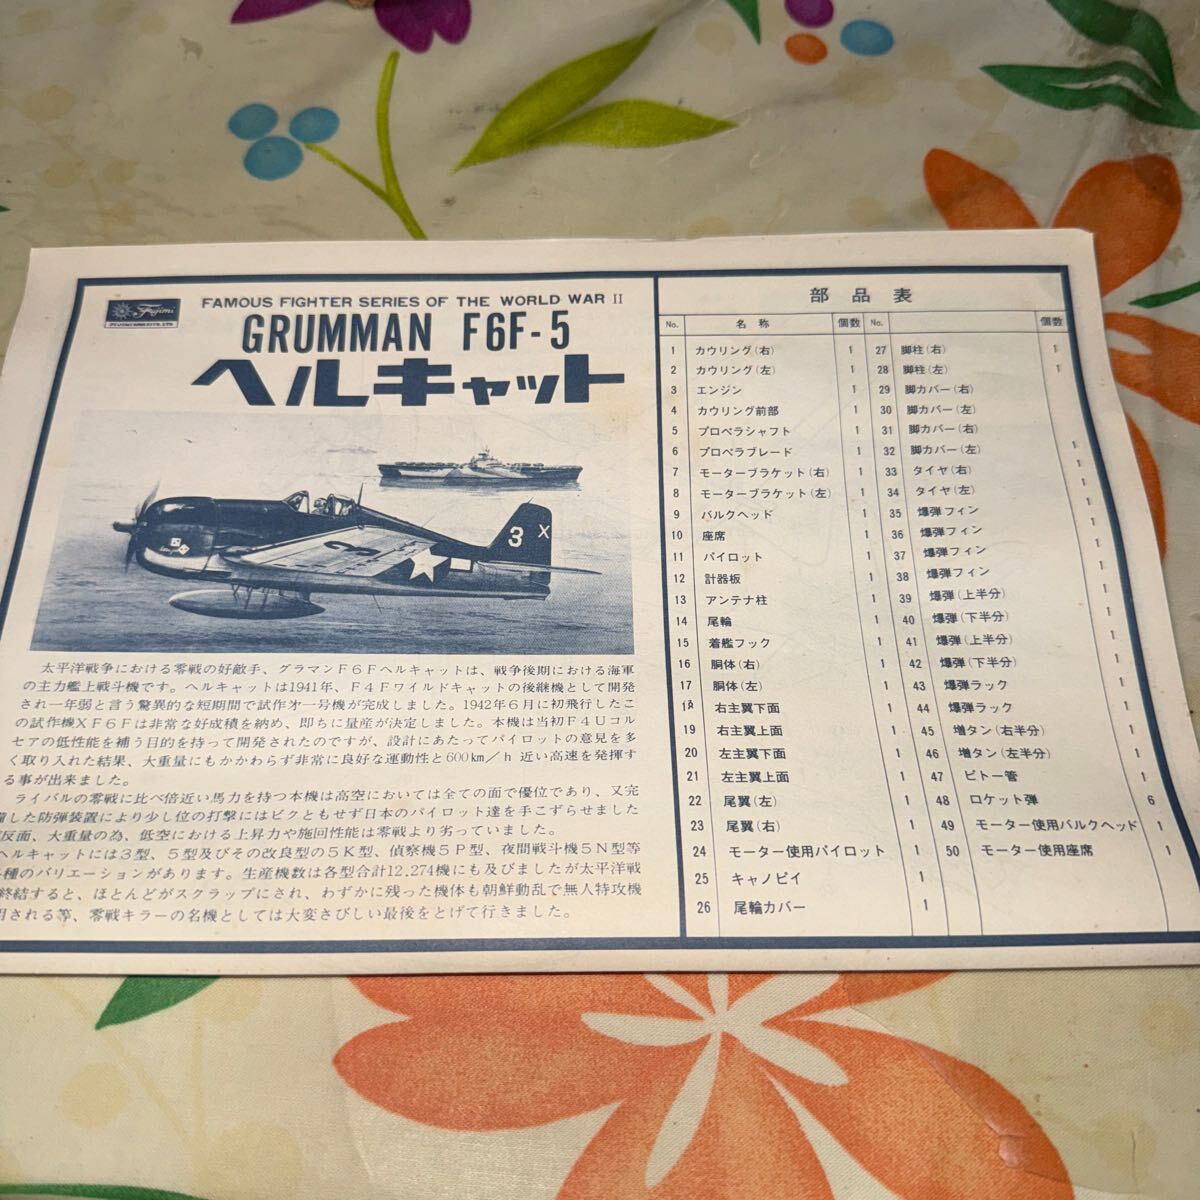 Fujimi
FAMOUS FIGHTER SERIES OF THE WORLD WAR II
GRUMMAN F6F-5
ヘルキャット
3
X
太平洋戦争における零戦の好敵手、グラマンF6Fヘルキャットは、戦争後期における海軍
の主力艦上戦斗機です。ヘルキャットは1941年、F4Fワイルドキャットの後継機として開発
され一年弱と言う驚異的な短期間で試作オ一号機が完成しました。1942年6月に初飛行したこ
の試作機XF6Fは非常な好成積を納め、即ちに量産が決定しました。本機は当初F4Uコル
セアの低性能を補う目的を持って開発されたのですが、設計にあたってパイロットの意見を多
く取り入れた結果、大重量にもかかわらず非常に良好な運動性と600km/h近い高速を発揮す
る事が出来ました。
ライバルの零戦に比べ倍近い馬力を持つ本機は高空においては全ての面で優位であり、又完
した防弾装置により少し位の打撃にはビクともせず日本のパイロット達を手こずらせました
反面、大重量の為、低空における上昇力や施回性能は零戦より劣っていました。
ヘルキャットには3型、5型及びその改良型の5K型、偵察機5P型、夜間戦斗機5N型等
種のバリエーションがあります。生産機数は各型合計12,274機にも及びましたが太平洋戦
終結すると、ほとんどがスクラップにされ、わずかに残った機体も朝鮮動乱で無人特攻機
用される等、零戦キラーの名機としては大変さびしい最後をとげて行きました。
部品表
No. 名称 個数 No. 個数
1 カウリング(右) 1 27 脚柱(右) 1
2 カウリング(左) 1 28 脚柱(左) 1
3 エンジン 1 29 脚カバー(右)
4 カウリング前部 1 30 脚カバー(左)
5 プロペラシャフト 1 31 脚カバー(右)
6 プロペラブレード 1 32 脚カバー(左) 1
7 モーターブラケット(右) 1 33 タイヤ(右) 1
8 モーターブラケット(左) 1 34 タイヤ(左) 1
9 バルクヘッド 1 35 爆弾フィン 1
10 座席 1 36 爆弾フィン 1
11 パイロット 1 37 爆弾フィン 1
12 計器板 1 38 爆弾フィン 1
13 アンテナ柱 1 39 爆弾(上半分) 1
14 尾輪 1 40 爆弾(下半分) 1
15 着艦フック 1 41 爆弾(上半分) 1
16 胴体(右) 1 42 爆弾(下半分) 1
17 胴体(左) 1 43 爆弾ラック 1
18 右主翼下面 1 44 爆弾ラック 1
19 右主翼上面 1 45 増タン(右半分) 1
20 左主翼下面 1 46 増タン(左半分) 1
21 左主翼上面 1 47 ピトー管 1
22 尾翼(左) 1 48 ロケット弾 6
23 尾翼(右) 1 49 モーター使用バルクヘッド 1
24 モーター使用パイロット 1 50 モーター使用座席 1
25 キャノピイ 1
26 尾輪カバー 1